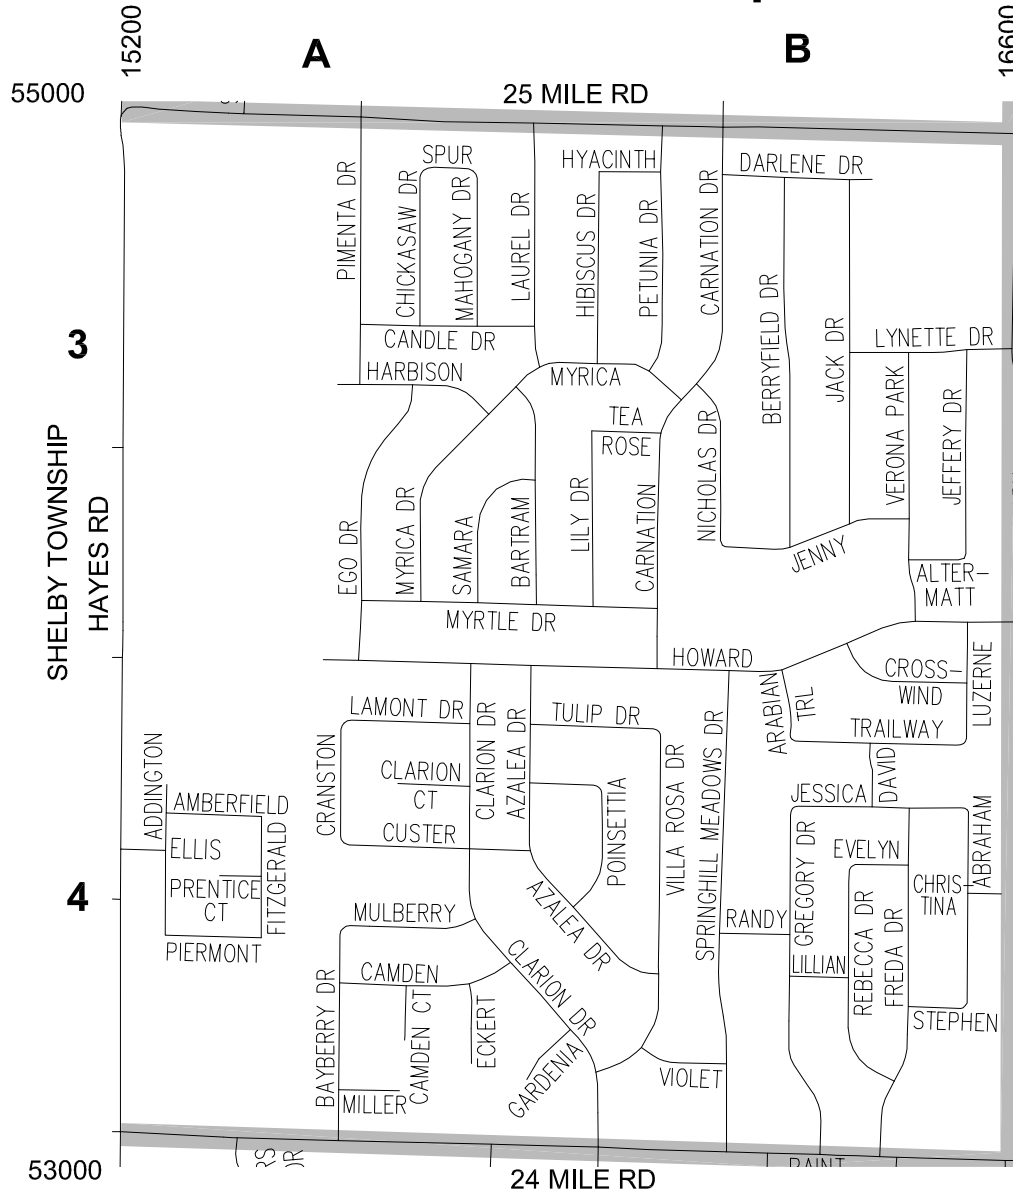 15200
A
B
16600
55000
25 MILE RD
SPUR
HYACINTH
DARLENE DR
PIMENTA DR
CHICKASAW DR
MAHOGANY DR
LAUREL DR
HIBISCUS DR
PETUNIA DR
CARNATION DR
BERRYFIELD DR
JACK DR
3
CANDLE DR
LYNETTE DR
HARBISON
MYRICA
VERONA PARK
JEFFERY DR
TEA
ROSE
NICHOLAS DR
SHELBY TOWNSHIP
HAYES RD
EGO DR
MYRICA DR
SAMARA
BARTRAM
LILY DR
CARNATION
JENNY
ALTER-
MATT
MYRTLE DR
HOWARD
CROSS-
WIND
LUZERNE
ARABIAN
TRL
LAMONT DR
CLARION DR
AZALEA DR
TULIP DR
TRAILWAY
ADDINGTON
CRANSTON
CLARION
CT
POINSETTIA
VILLA ROSA DR
SPRINGHILL MEADOWS DR
DAVID
JESSICA
AMBERFIELD
CUSTER
ELLIS
FITZGERALD
GREGORY DR
EVELYN
ABRAHAM
4
PRENTICE
CT
CHRIS-
TINA
AZALEA DR
MULBERRY
RANDY
REBECCA DR
FREDA DR
PIERMONT
CAMDEN
CLARION DR
LILLIAN
BAYBERRY DR
CAMDEN CT
ECKERT
STEPHEN
GARDENIA
VIOLET
MILLER
DR
53000
24 MILE RD